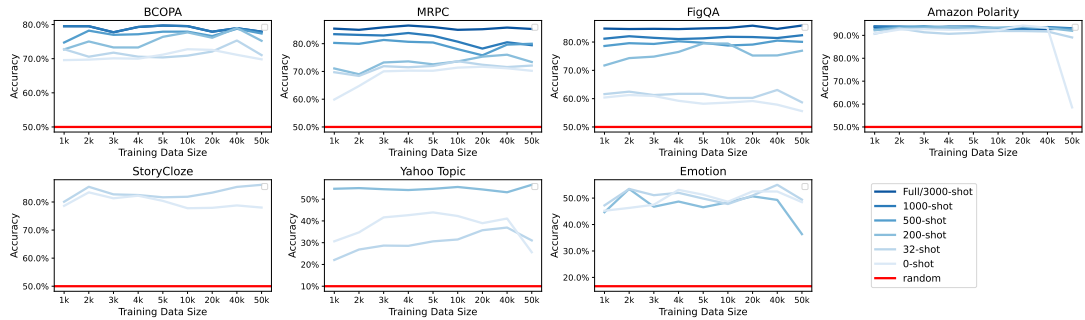 BCOPA
MRPC
FigQA
Amazon Polarity
80.0%
70.0%
60.0%
50.0%
Accuracy
1k 2k 3k 4k 5k 10k 20k 40k 50k
Training Data Size
80.0%
70.0%
60.0%
50.0%
Accuracy
1k 2k 3k 4k 5k 10k 20k 40k 50k
Training Data Size
80.0%
70.0%
60.0%
50.0%
Accuracy
1k 2k 3k 4k 5k 10k 20k 40k 50k
Training Data Size
90.0%
80.0%
70.0%
60.0%
50.0%
Accuracy
1k 2k 3k 4k 5k 10k 20k 40k 50k
Training Data Size
StoryCloze
Yahoo Topic
Emotion
80.0%
70.0%
60.0%
50.0%
Accuracy
1k 2k 3k 4k 5k 10k 20k 40k 50k
Training Data Size
50%
40%
30%
20%
10%
Accuracy
1k 2k 3k 4k 5k 10k 20k 40k 50k
Training Data Size
50.0%
40.0%
30.0%
20.0%
Accuracy
1k 2k 3k 4k 5k 10k 20k 40k 50k
Training Data Size
Full/3000-shot
1000-shot
500-shot
200-shot
32-shot
0-shot
random